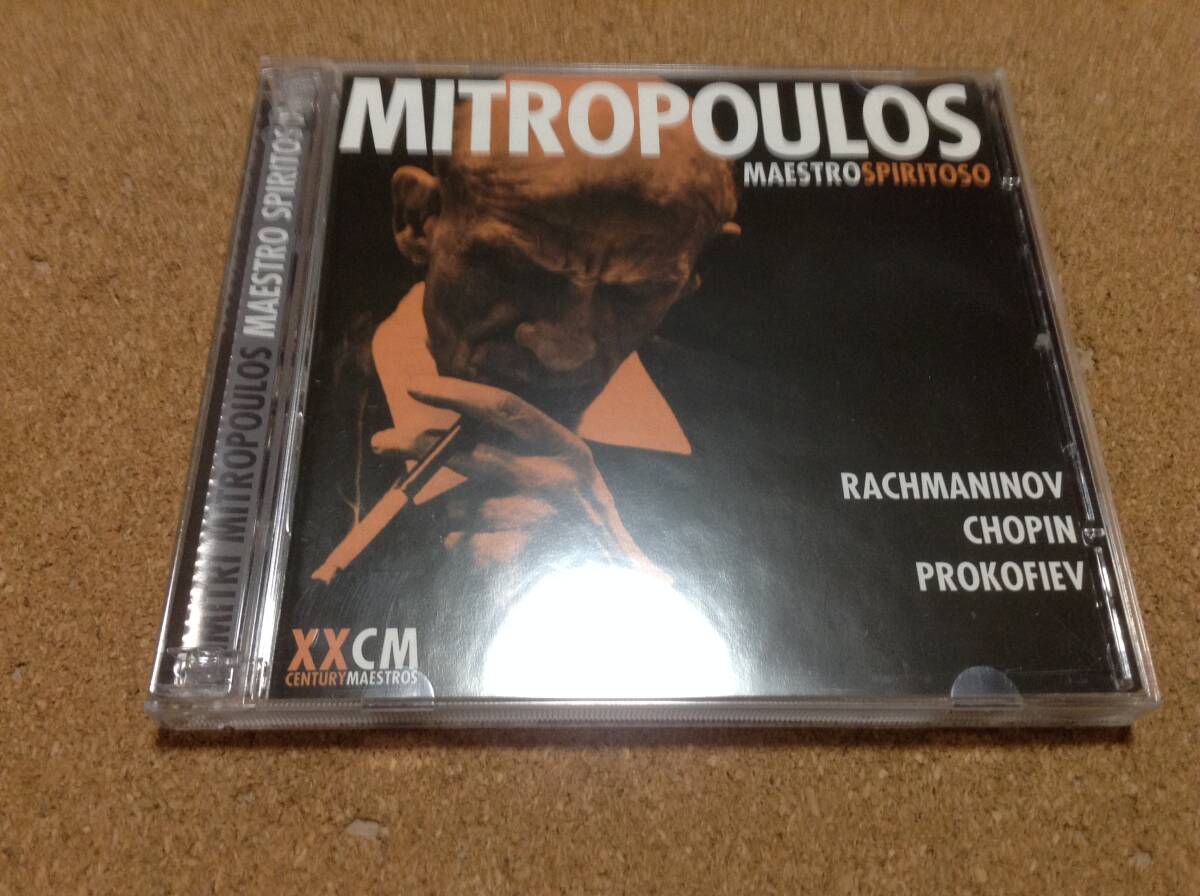 MITROPOULOS
MAESTROSPIRITOSO
RACHMANINOV
CHOPIN
PROKOFIEV
XXCM
CENTURYMAESTROS
DIMITRI MITROPOULOS MAESTRO SPIRITOSO